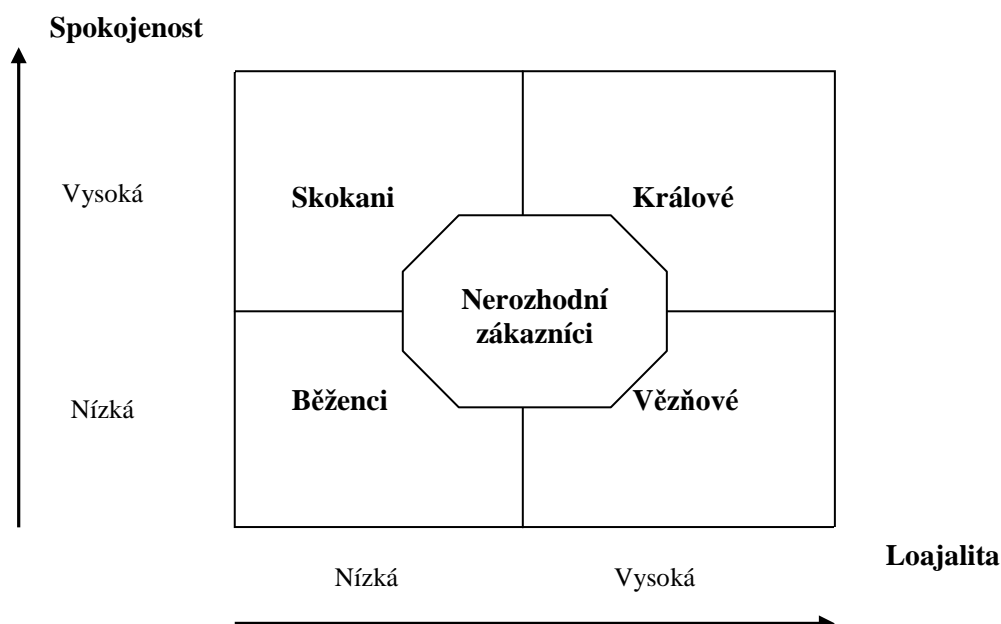 Spokojenost
Vysoká
Skokani
Králové
Nerozhodní
zákazníci
Nízká
Běženci
Vězňové
Loajalita
Nízká
Vysoká